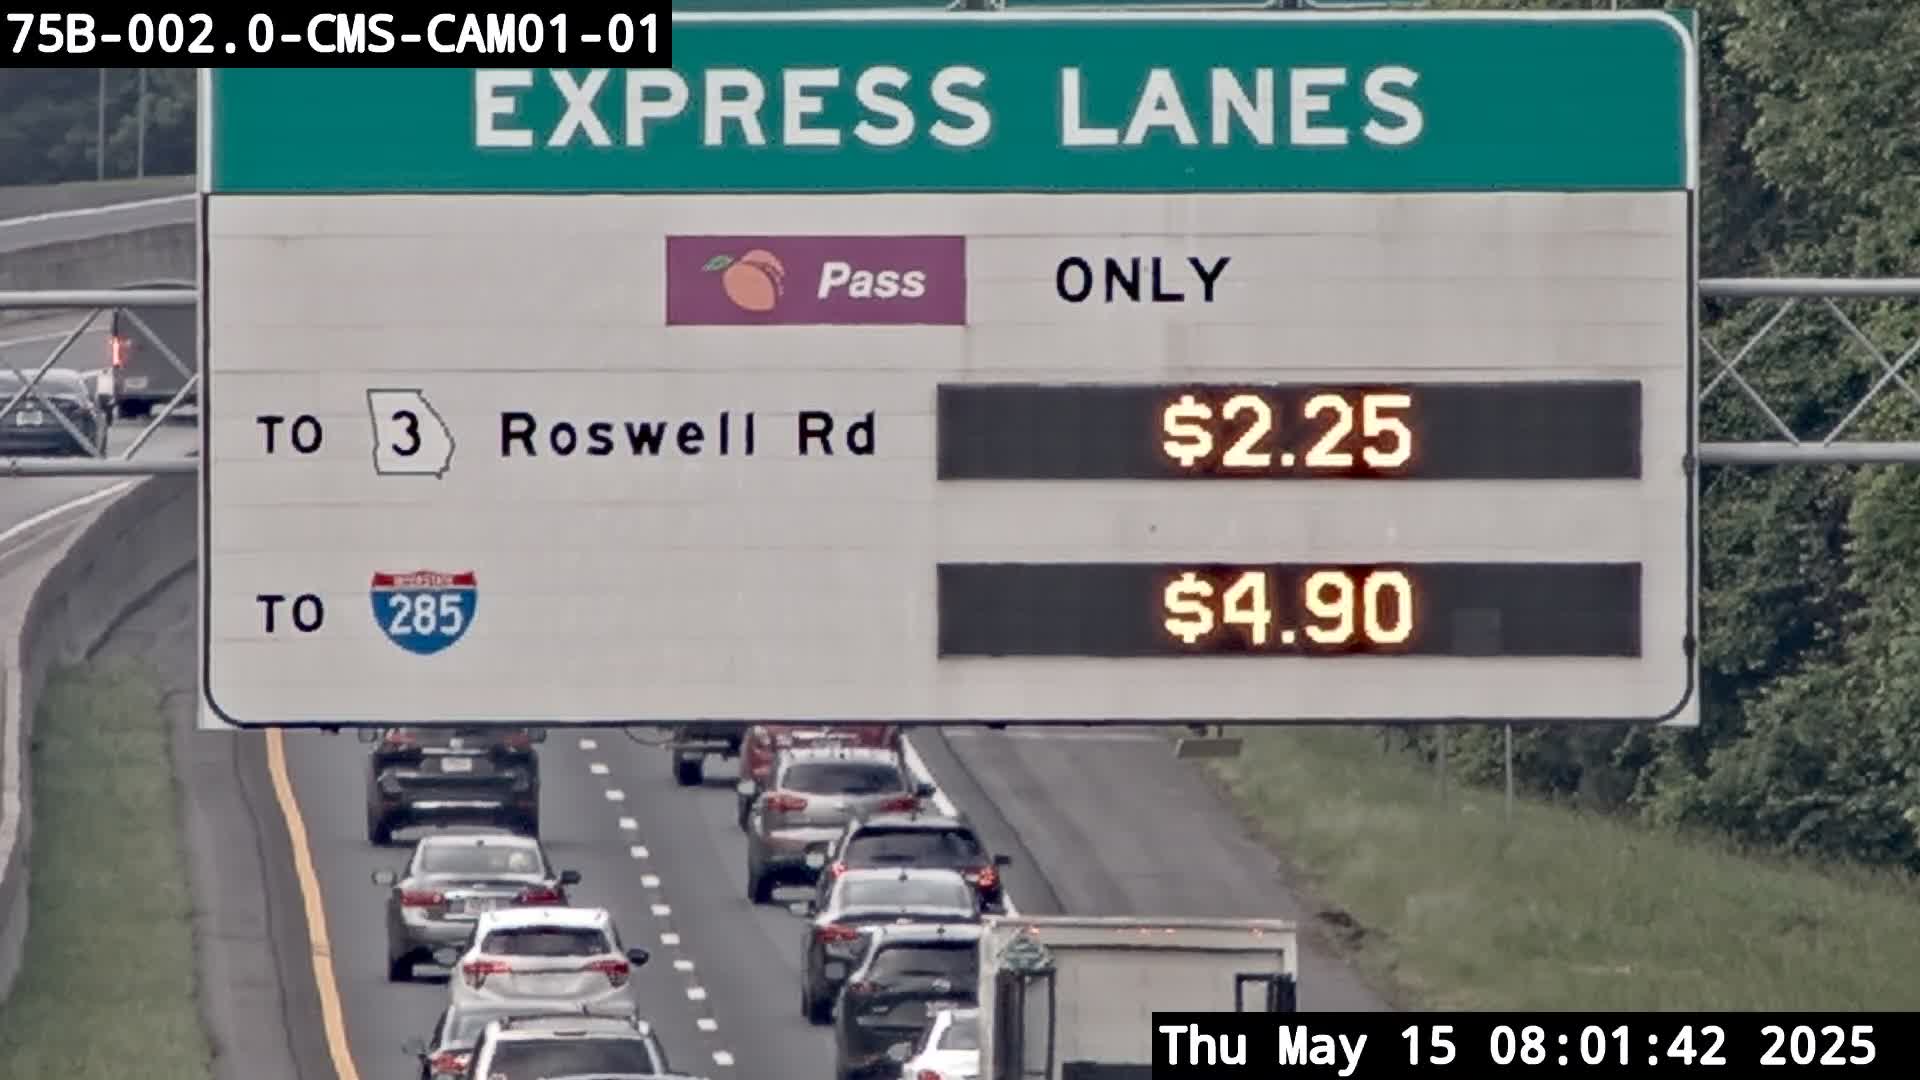 75B-002.0-CMS-CAM01-01
EXPRESS LANES
Pass ONLY
TO 3 Roswell Rd $2.25
INTERSTATE
TO 285 $4.90
Thu May 15 08:01:42 2025